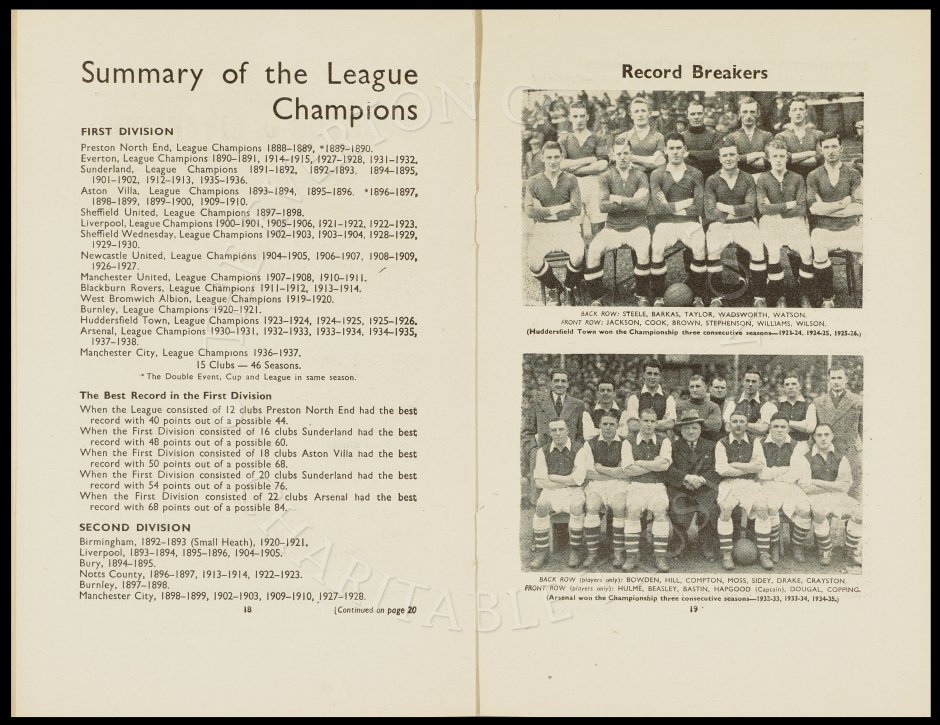 Summary of the League
Champions
FIRST DIVISION
Preston North End, League Champions 1888-1889, *1889-1890.
Everton, League Champions 1890-1891, 1914-1915, 1927-1928, 1931-1932.
Sunderland, League Champions 1891-1892, 1892-1893. 1894-1895,
1901-1902, 1912-1913, 1935-1936.
Aston Villa, League Champions 1893-1894, 1895-1896. *1896-1897,
1898-1899, 1899-1900, 1909-1910.
Sheffield United, League Champions 1897-1898.
Liverpool, League Champions 1900-1901, 1905-1906, 1921-1922, 1922-1923.
Sheffield Wednesday, League Champions 1902-1903, 1903-1904, 1928-1929,
1929-1930.
Newcastle United, League Champions 1904-1905, 1906-1907, 1908-1909,
1926-1927.
Manchester United, League Champions 1907-1908, 1910-1911.
Blackburn Rovers, League Champions 1911-1912, 1913-1914.
West Bromwich Albion, League Champions 1919-1920.
Burnley, League Champions 1920-1921.
Huddersfield Town, League Champions 1923-1924, 1924-1925, 1925-1926.
Arsenal, League Champions 1930-1931, 1932-1933, 1933-1934, 1934-1935,
1937-1938.
Manchester City, League Champions 1936-1937.
15 Clubs — 46 Seasons.
* The Double Event, Cup and League in same season.
The Best Record in the First Division
When the League consisted of 12 clubs Preston North End had the best
record with 40 points out of a possible 44.
When the First Division consisted of 16 clubs Sunderland had the best
record with 48 points out of a possible 60.
When the First Division consisted of 18 clubs Aston Villa had the best
record with 50 points out of a possible 68.
When the First Division consisted of 20 clubs Sunderland had the best
record with 54 points out of a possible 76.
When the First Division consisted of 22 clubs Arsenal had the best
record with 68 points out of a possible 84.
SECOND DIVISION
Birmingham, 1892-1893 (Small Heath), 1920-1921.
Liverpool, 1893-1894, 1895-1896, 1904-1905.
Bury, 1894-1895.
Notts County, 1896-1897, 1913-1914, 1922-1923.
Burnley, 1897-1898.
Manchester City, 1898-1899, 1902-1903, 1909-1910, 1927-1928.
18
[Continued on page 20
Record Breakers
BACK ROW: STEELE, BARKAS, TAYLOR, WADSWORTH, WATSON.
FRONT ROW: JACKSON, COOK, BROWN, STEPHENSON, WILLIAMS, WILSON.
(Huddersfield Town won the Championship three consecutive seasons—1923-24, 1924-25, 1925-26.)
BACK ROW (players only): BOWDEN, HILL, COMPTON, MOSS, SIDEY, DRAKE, CRAYSTON.
FRONT ROW (players only): HULME, BEASLEY, BASTIN, HAPGOOD (Captain), DOUGAL, COPPING.
(Arsenal won the Championship three consecutive seasons—1932-33, 1933-34, 1934-35.)
19
CHARITABLE